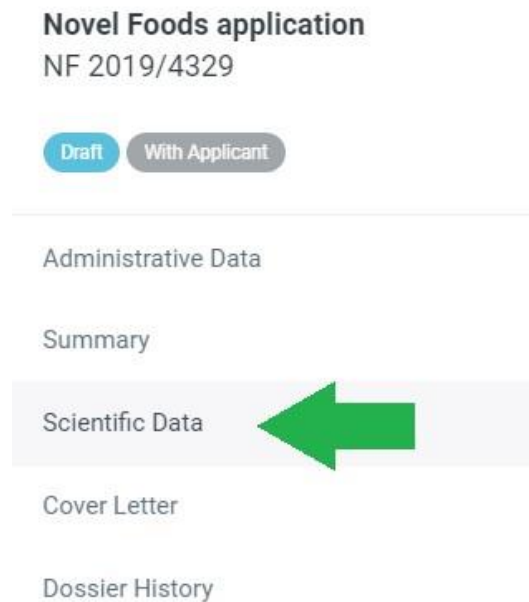 Novel Foods application
NF 2019/4329
Draft With Applicant
Administrative Data
Summary
Scientific Data
Cover Letter
Dossier History